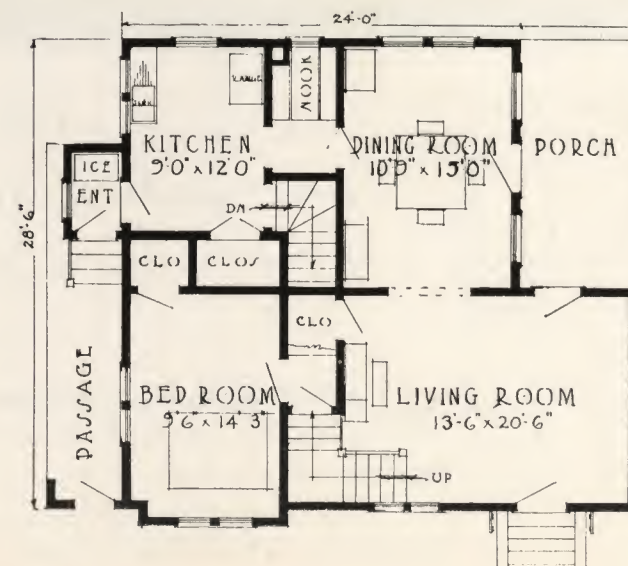 24'-0"
28'-6"
KITCHEN
9'0" x 12'0"
SINK
RANGE
NOOK
DINING ROOM
10'9" x 13'0"
PORCH
ICE
ENT
DN
CLO
CLOS
CLO
PASSAGE
BED ROOM
9'6" x 14'3"
LIVING ROOM
13'-6" x 20'-6"
UP